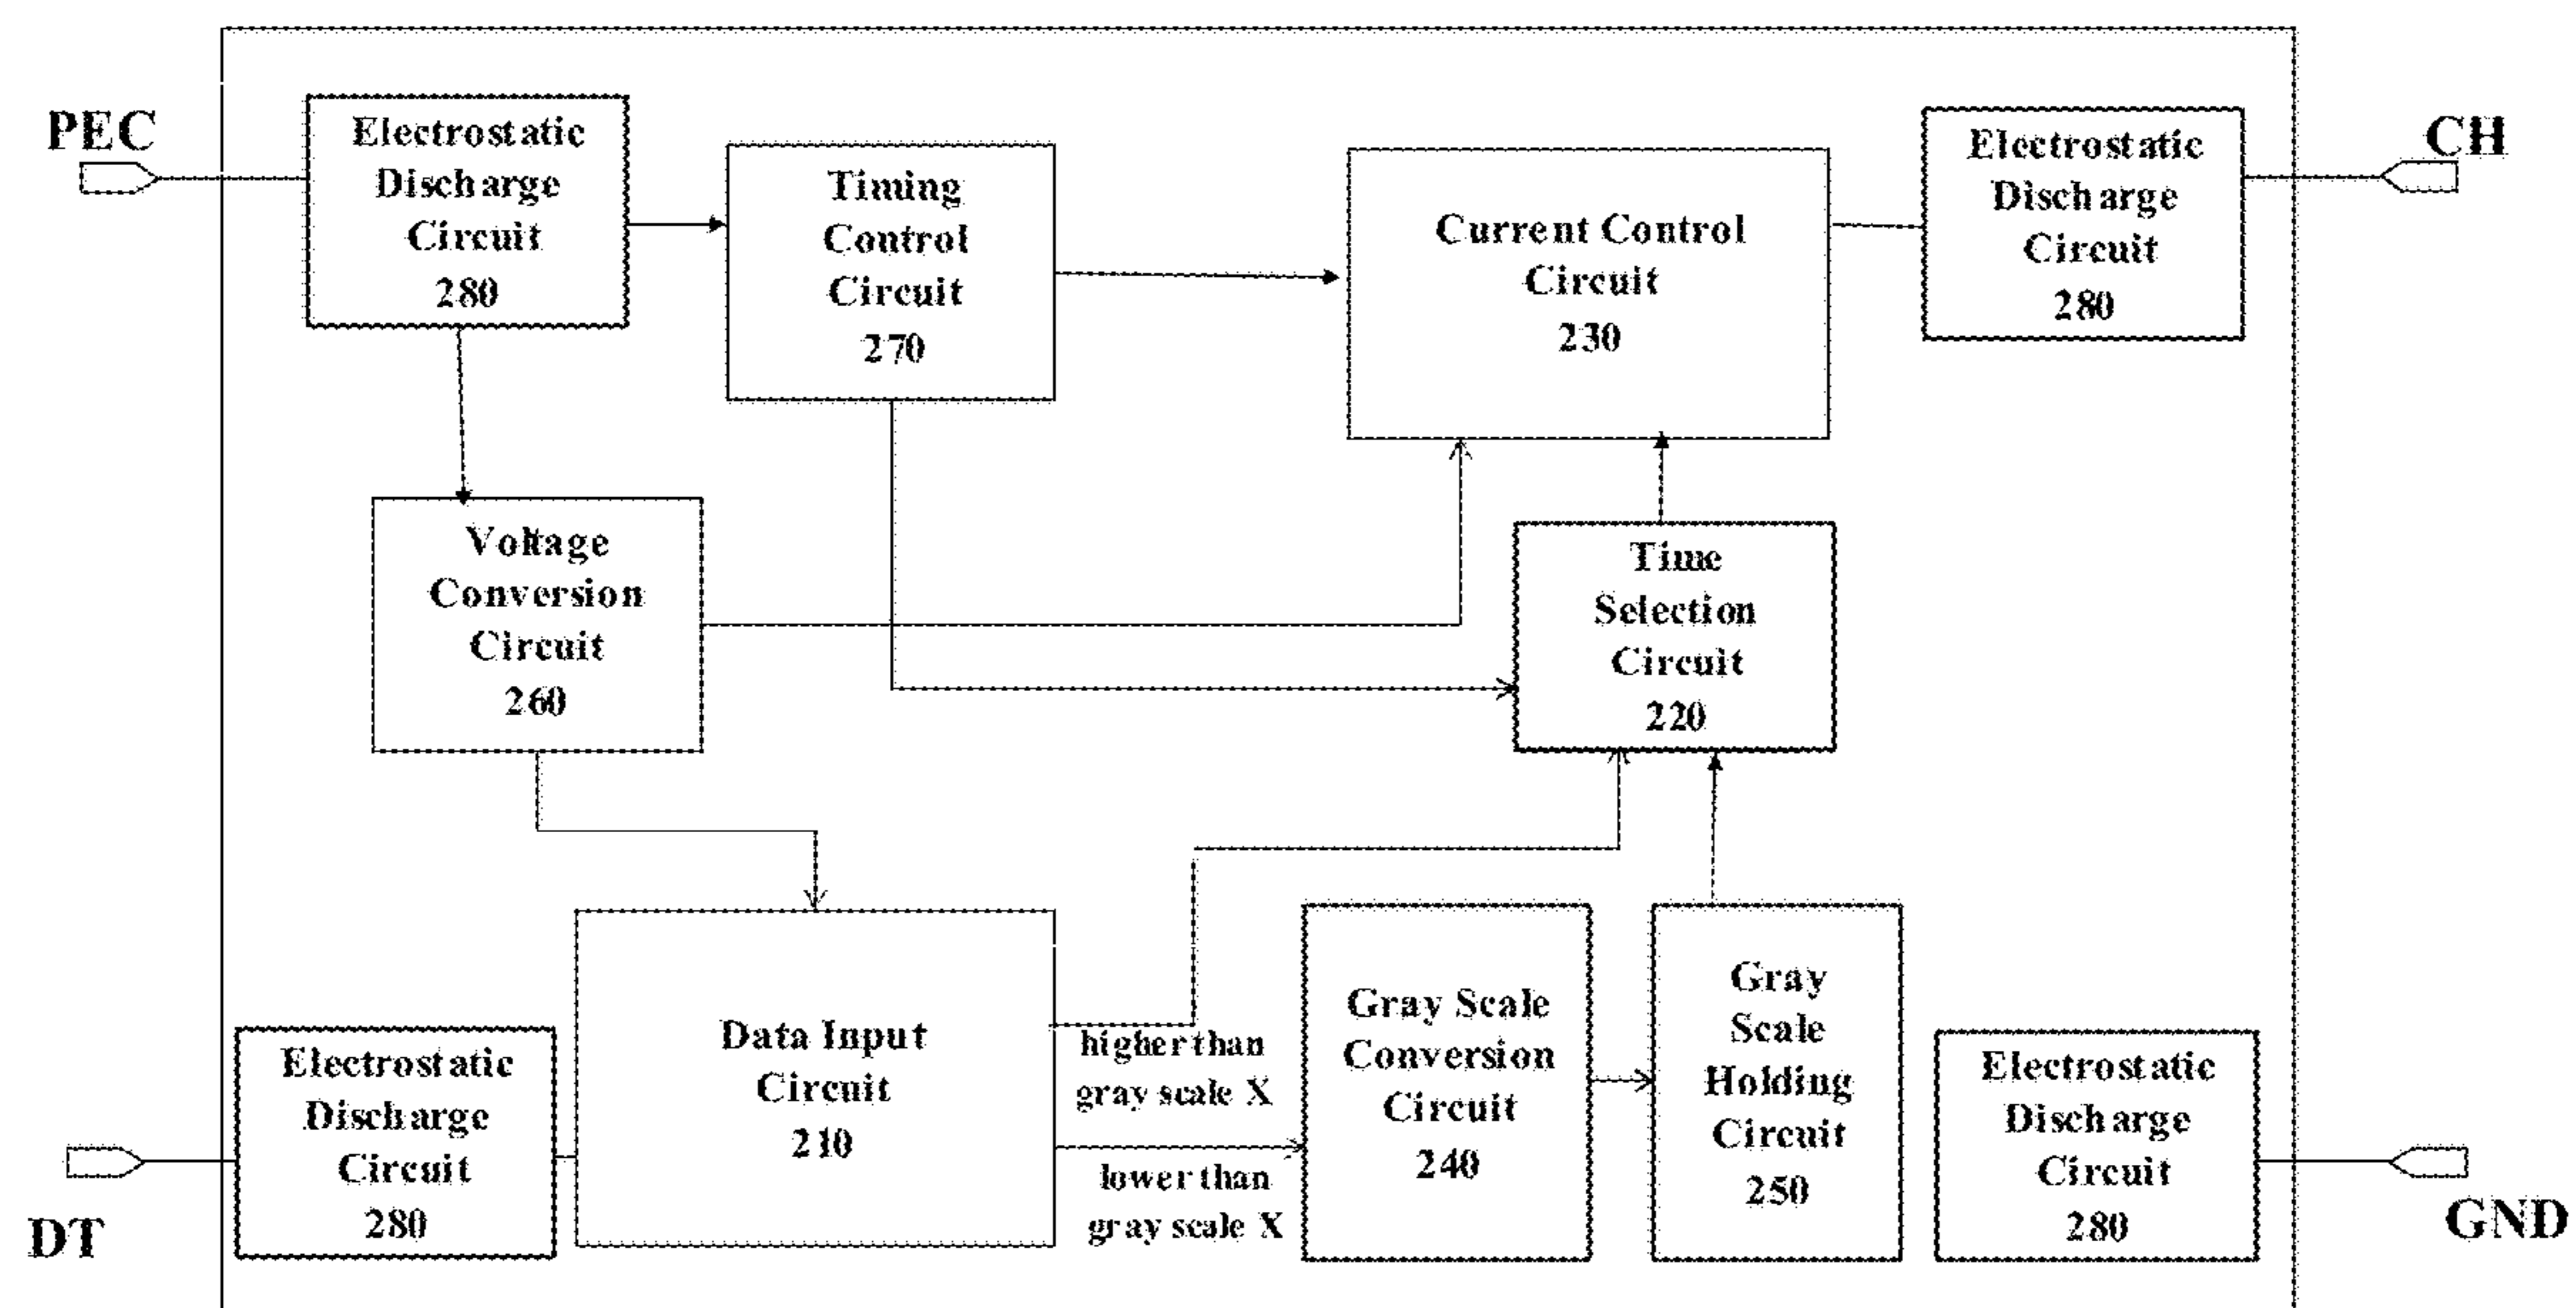 PEC
Electrostatic
Discharge
Circuit
280
Timing
Control
Circuit
270
Current Control
Circuit
230
Electrostatic
Discharge
Circuit
280
CH
Voltage
Conversion
Circuit
260
Time
Selection
Circuit
220
Data Input
Circuit
210
higher than
gray scale X
lower than
gray scale X
Gray Scale
Conversion
Circuit
240
Gray
Scale
Holding
Circuit
250
Electrostatic
Discharge
Circuit
280
DT
Electrostatic
Discharge
Circuit
280
GND